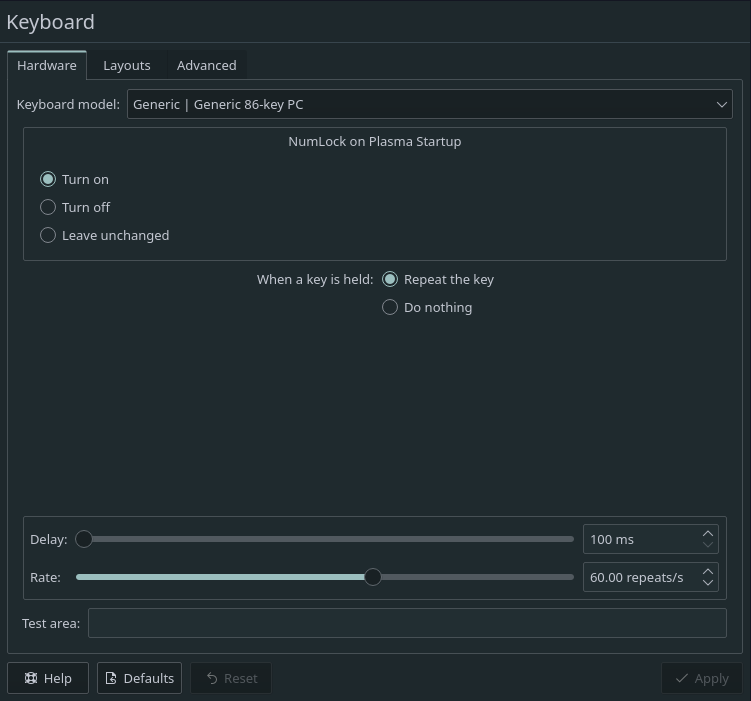 Keyboard
Hardware Layouts Advanced
Keyboard model: Generic | Generic 86-key PC
NumLock on Plasma Startup
Turn on
Turn off
Leave unchanged
When a key is held: Repeat the key
Do nothing
Delay: 100 ms
Rate: 60.00 repeats/s
Test area:
Help Defaults Reset Apply